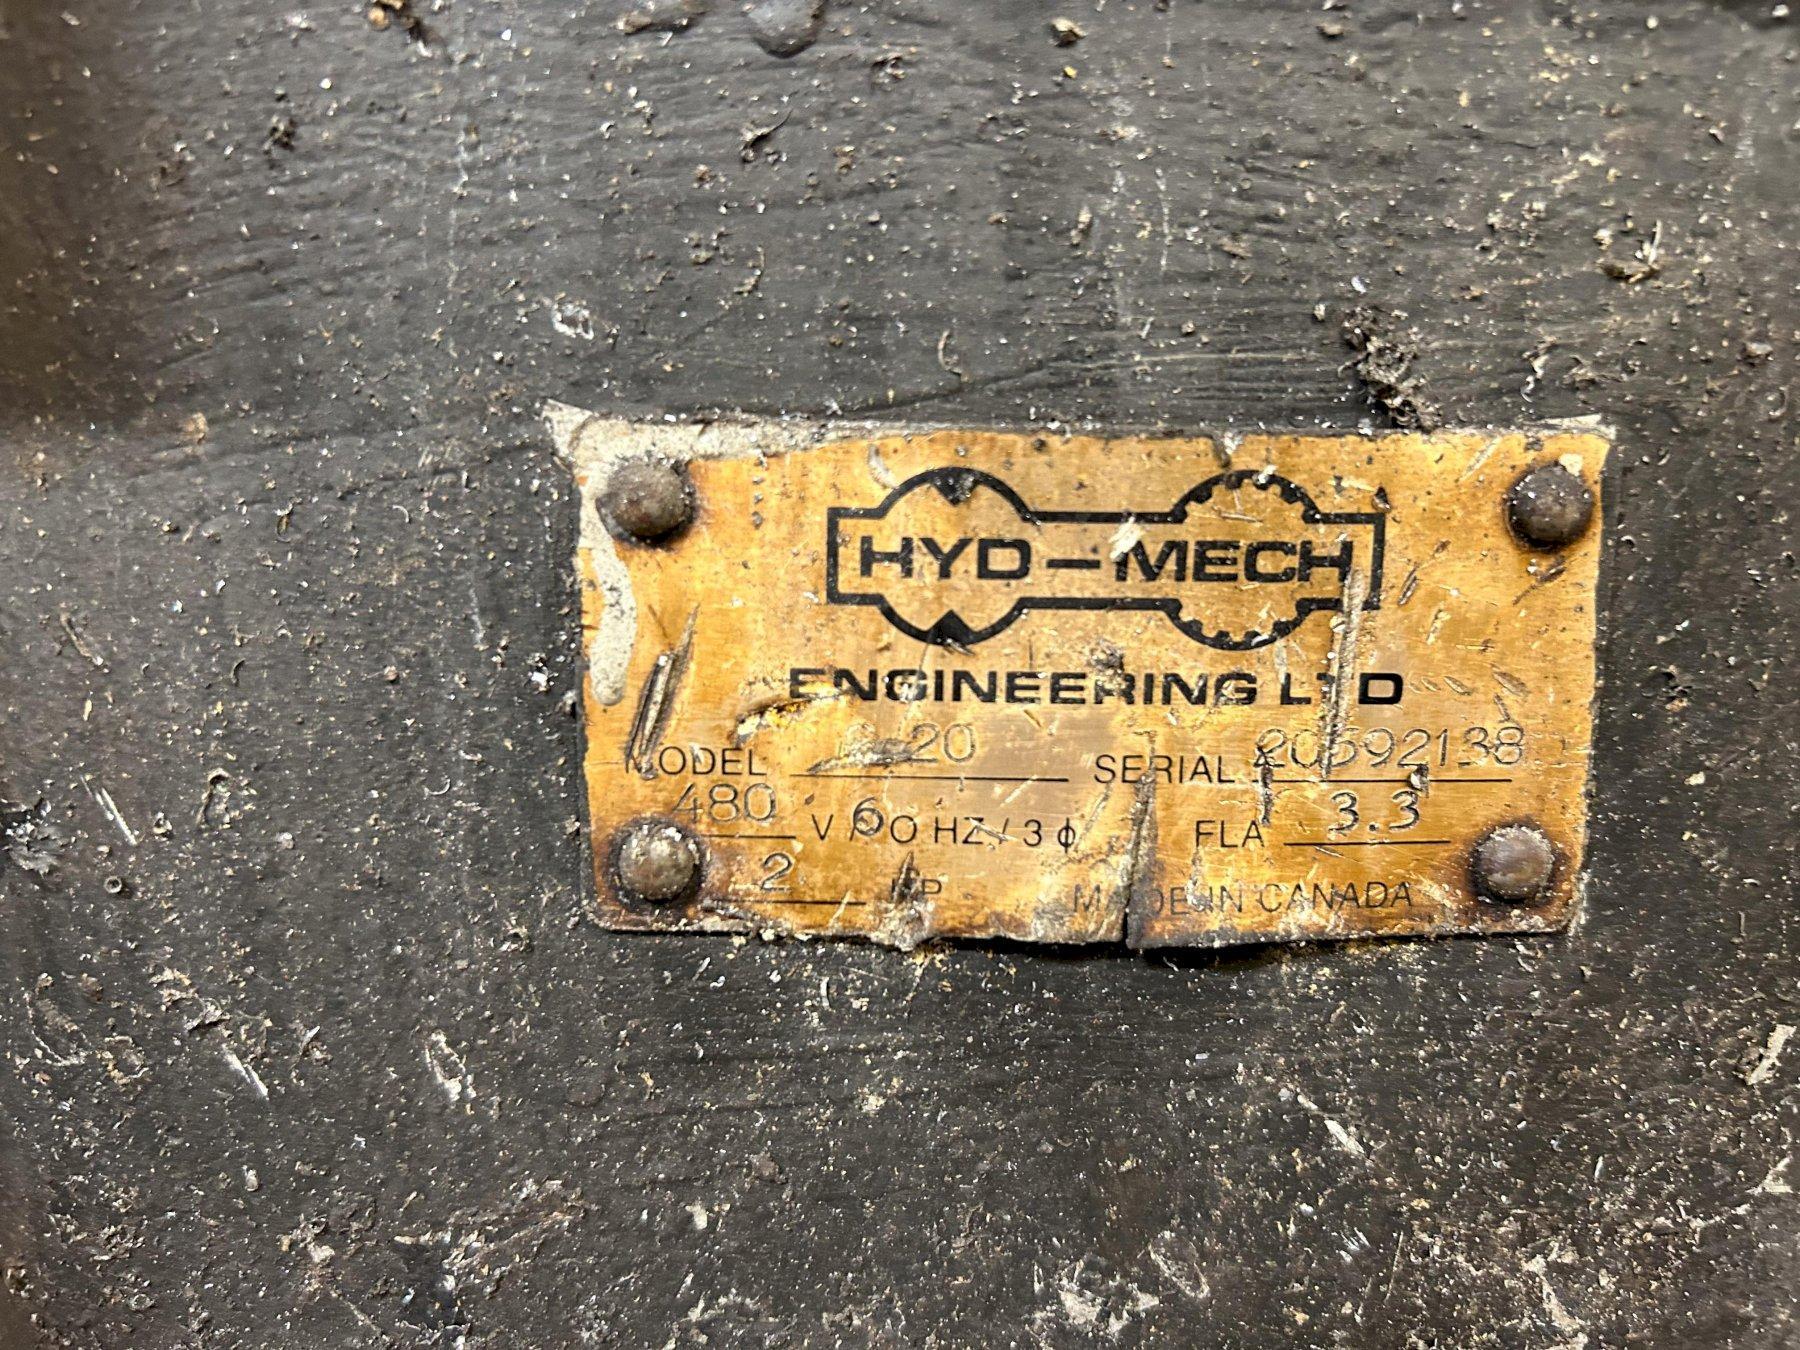 HYD-MECH
ENGINEERING LTD
MODEL 20 SERIAL 20592138
480 V 60 HZ / 3 ϕ FLA 3.3
2 HP MADE IN CANADA